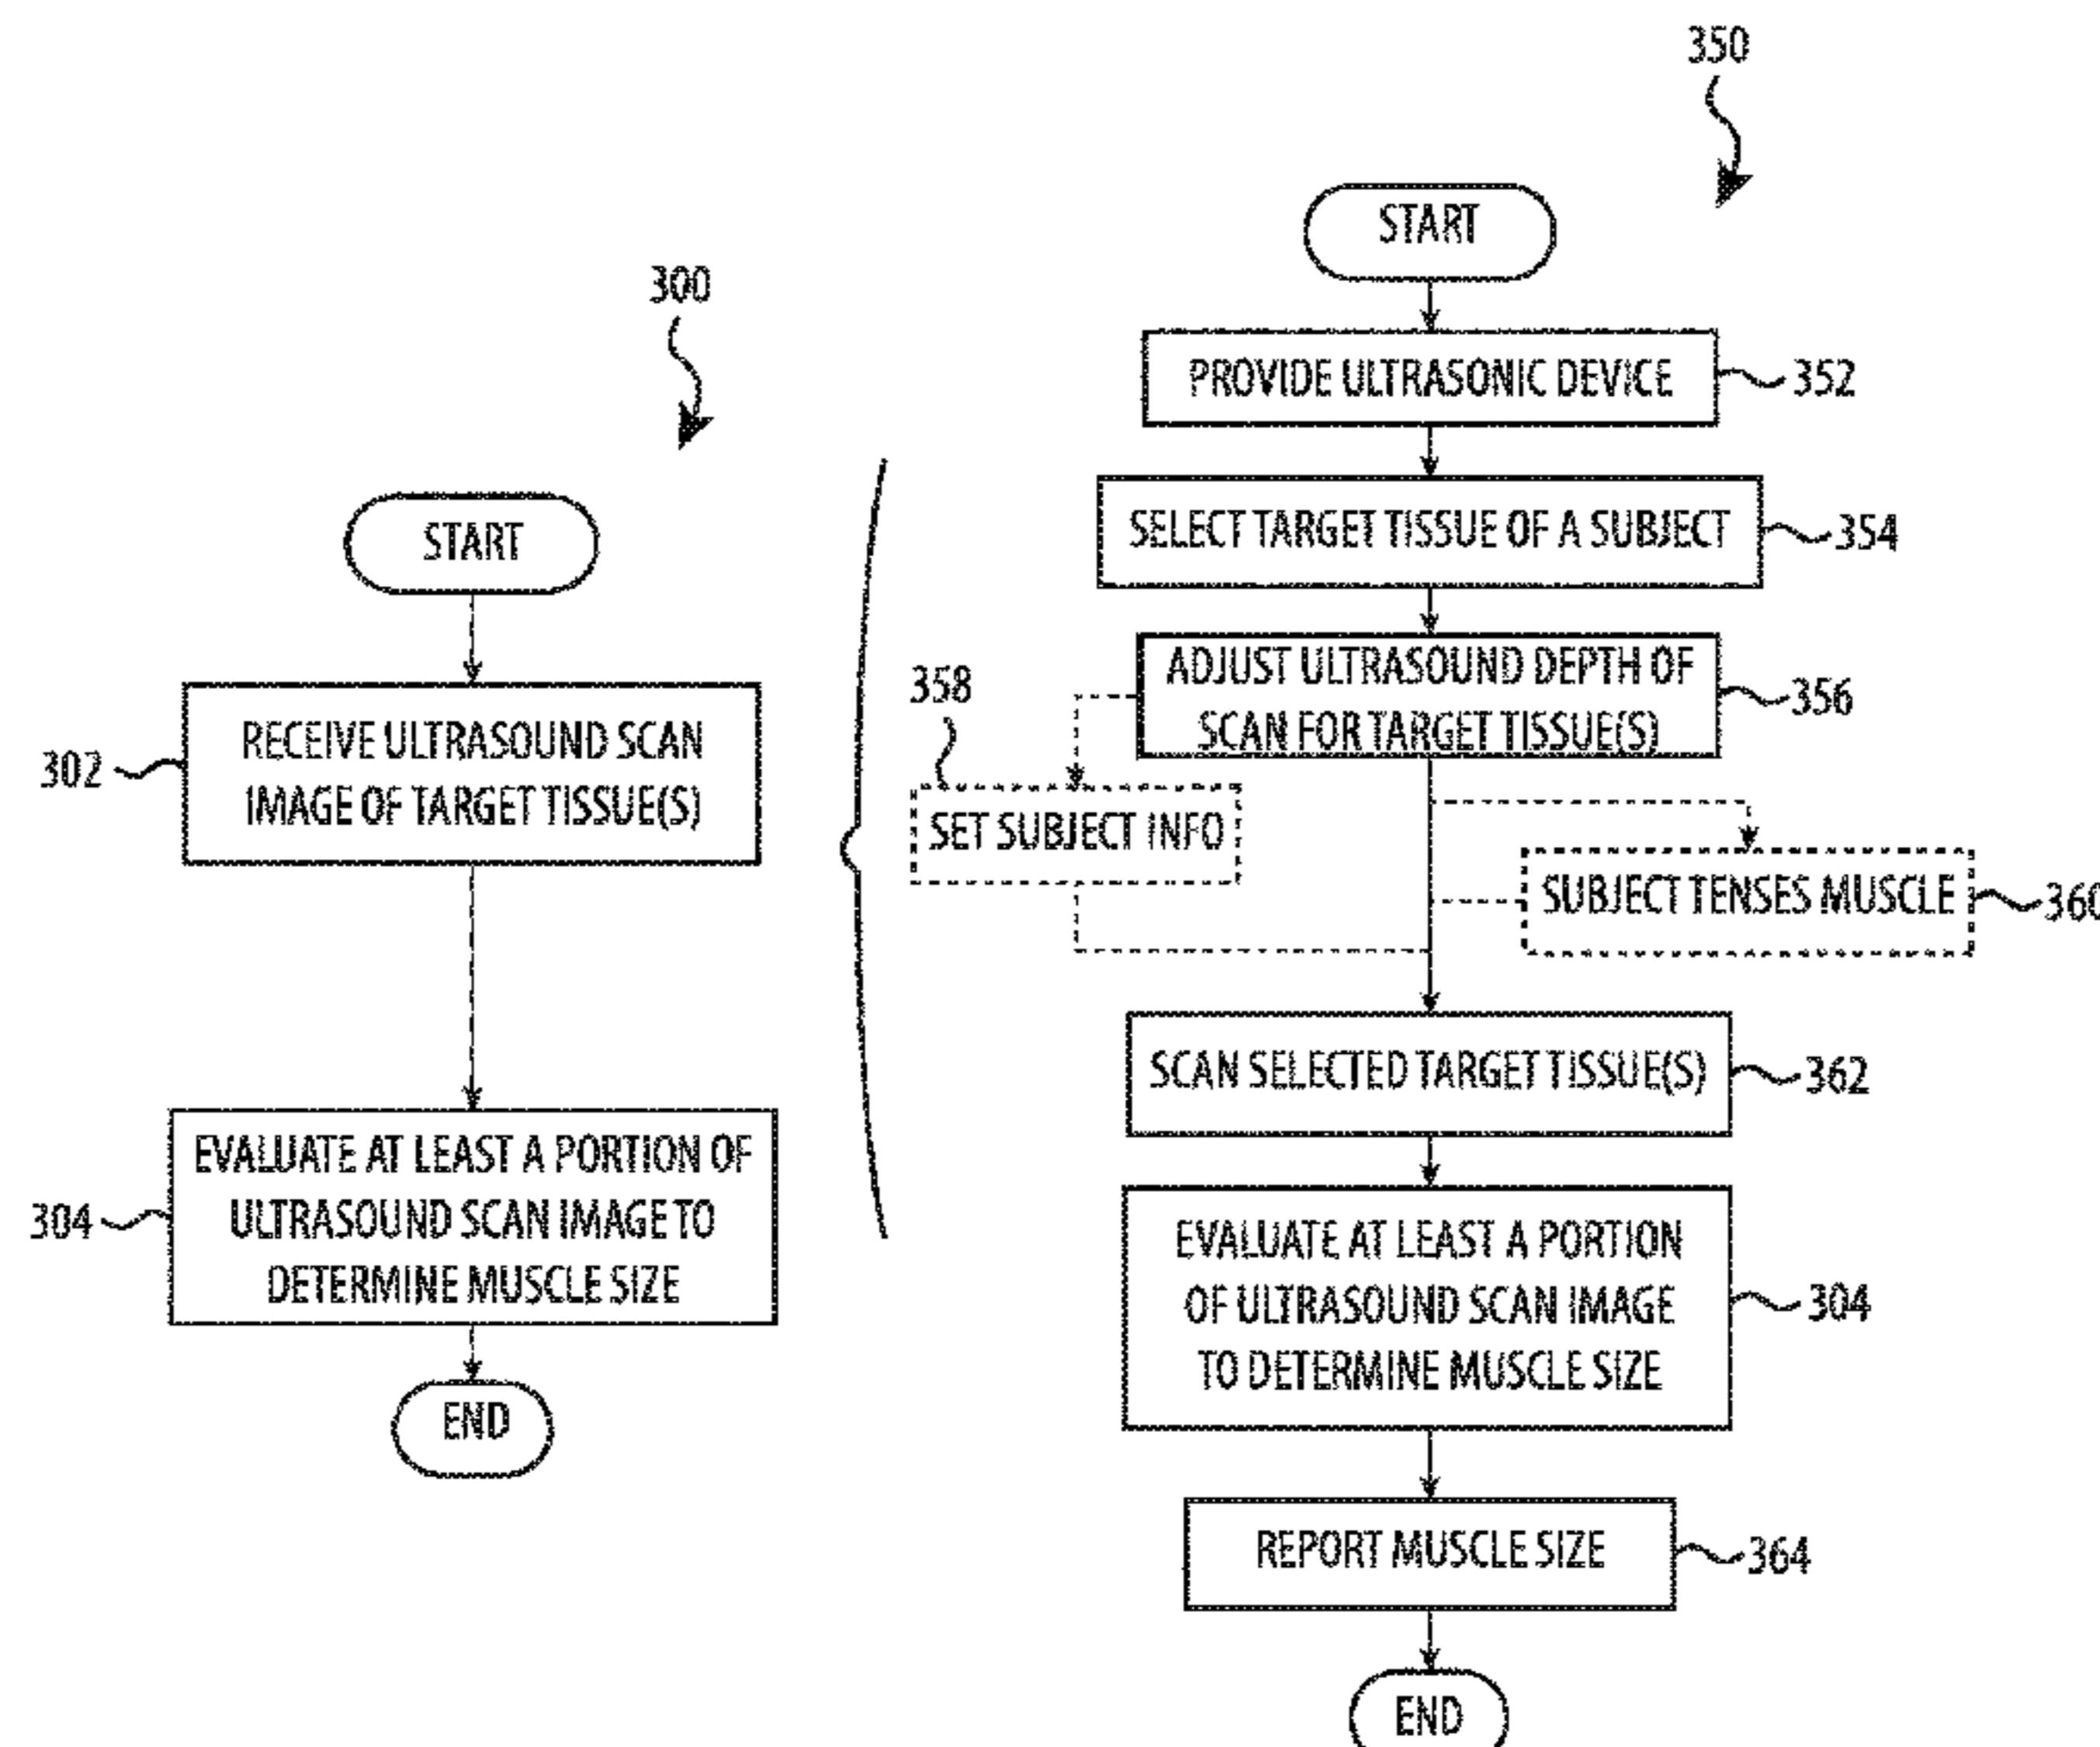 300
START
302
RECEIVE ULTRASOUND SCAN
IMAGE OF TARGET TISSUE(S)
304
EVALUATE AT LEAST A PORTION OF
ULTRASOUND SCAN IMAGE TO
DETERMINE MUSCLE SIZE
END
350
START
PROVIDE ULTRASONIC DEVICE
352
SELECT TARGET TISSUE OF A SUBJECT
354
ADJUST ULTRASOUND DEPTH OF
SCAN FOR TARGET TISSUE(S)
356
358
SET SUBJECT INFO
SUBJECT TENSES MUSCLE
360
SCAN SELECTED TARGET TISSUE(S)
362
EVALUATE AT LEAST A PORTION
OF ULTRASOUND SCAN IMAGE
TO DETERMINE MUSCLE SIZE
304
REPORT MUSCLE SIZE
364
END